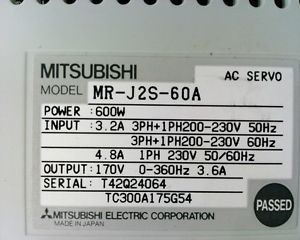 MITSUBISHI AC SERVO
MODEL MR-J2S-60A
POWER :600W
INPUT :3.2A 3PH+1PH200-230V 50Hz
3PH+1PH200-230V 60Hz
4.8A 1PH 230V 50/60Hz
OUTPUT:170V 0-360Hz 3.6A
SERIAL: T42Q24064
TC300A175G54
PASSED
MITSUBISHI ELECTRIC CORPORATION
MADE IN JAPAN